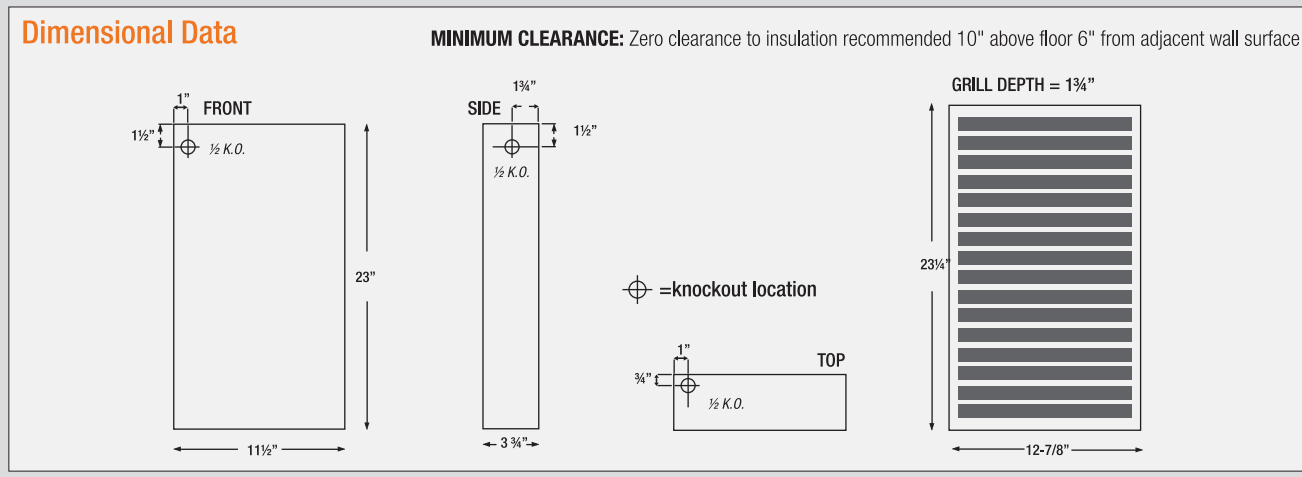 Dimensional Data
MINIMUM CLEARANCE: Zero clearance to insulation recommended 10" above floor 6" from adjacent wall surface
1”
FRONT
1½”
½ K.O.
23”
11½”
1¾”
SIDE
1½”
½ K.O.
3 ¾”
=knockout location
1”
TOP
¾”
½ K.O.
GRILL DEPTH = 1¾”
23¼”
12-7/8”